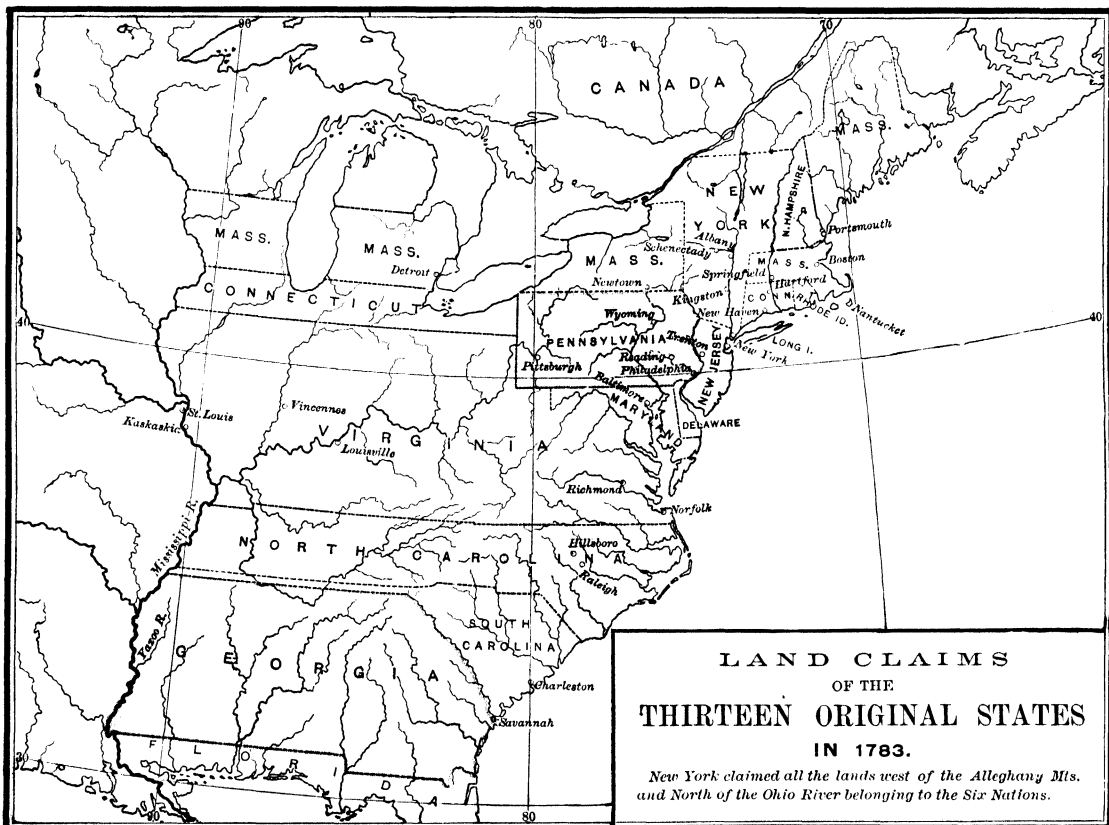 90
80
70
CANADA
MASS.
NEW
YORK
N. HAMPSHIRE
Portsmouth
Albany
Schenectady
MASS.
MASS.
Boston
MASS.
MASS.
Detroit
Springfield
Hartford
Newtown
Kingston
CONN.
RHODE ID.
CONNECTICUT
New Haven
Nantucket
Wyoming
40
40
PENNSYLVANIA
Trenton
LONG I.
New York
Pittsburgh
Reading
Philadelphia
NEW JERSEY
Baltimore
MARYLAND
DELAWARE
St. Louis
Kaskaskia
Vincennes
VIRGINIA
Louisville
Richmond
Norfolk
Mississippi R.
NORTH CAROLINA
Hillsboro
Raleigh
Yazoo R.
SOUTH
CAROLINA
GEORGIA
Charleston
Savannah
FLORIDA
30
90
80
LAND CLAIMS
OF THE
THIRTEEN ORIGINAL STATES
IN 1783.
New York claimed all the lands west of the Alleghany Mts.
and North of the Ohio River belonging to the Six Nations.